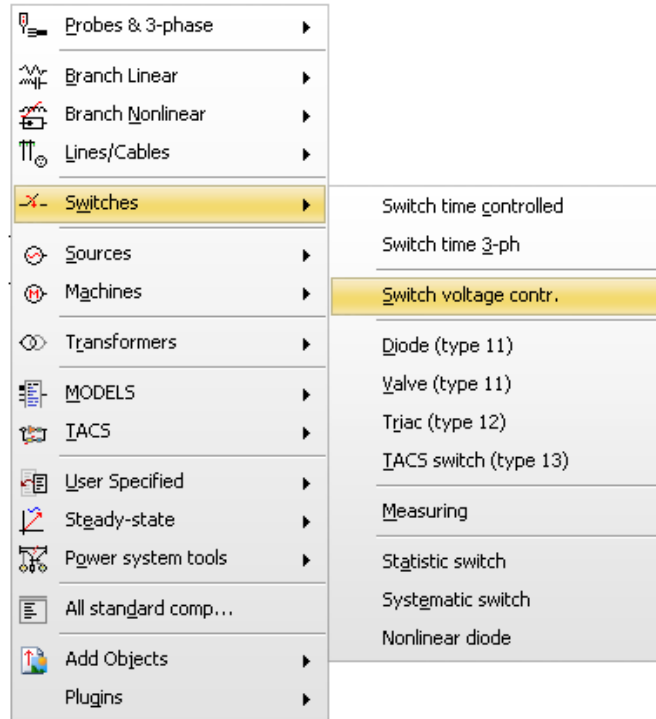 Probes & 3-phase
Branch Linear
Branch Nonlinear
Lines/Cables
Switches
Sources
Machines
Transformers
MODELS
TACS
User Specified
Steady-state
Power system tools
All standard comp...
Add Objects
Plugins
Switch time controlled
Switch time 3-ph
Switch voltage contr.
Diode (type 11)
Valve (type 11)
Triac (type 12)
TACS switch (type 13)
Measuring
Statistic switch
Systematic switch
Nonlinear diode